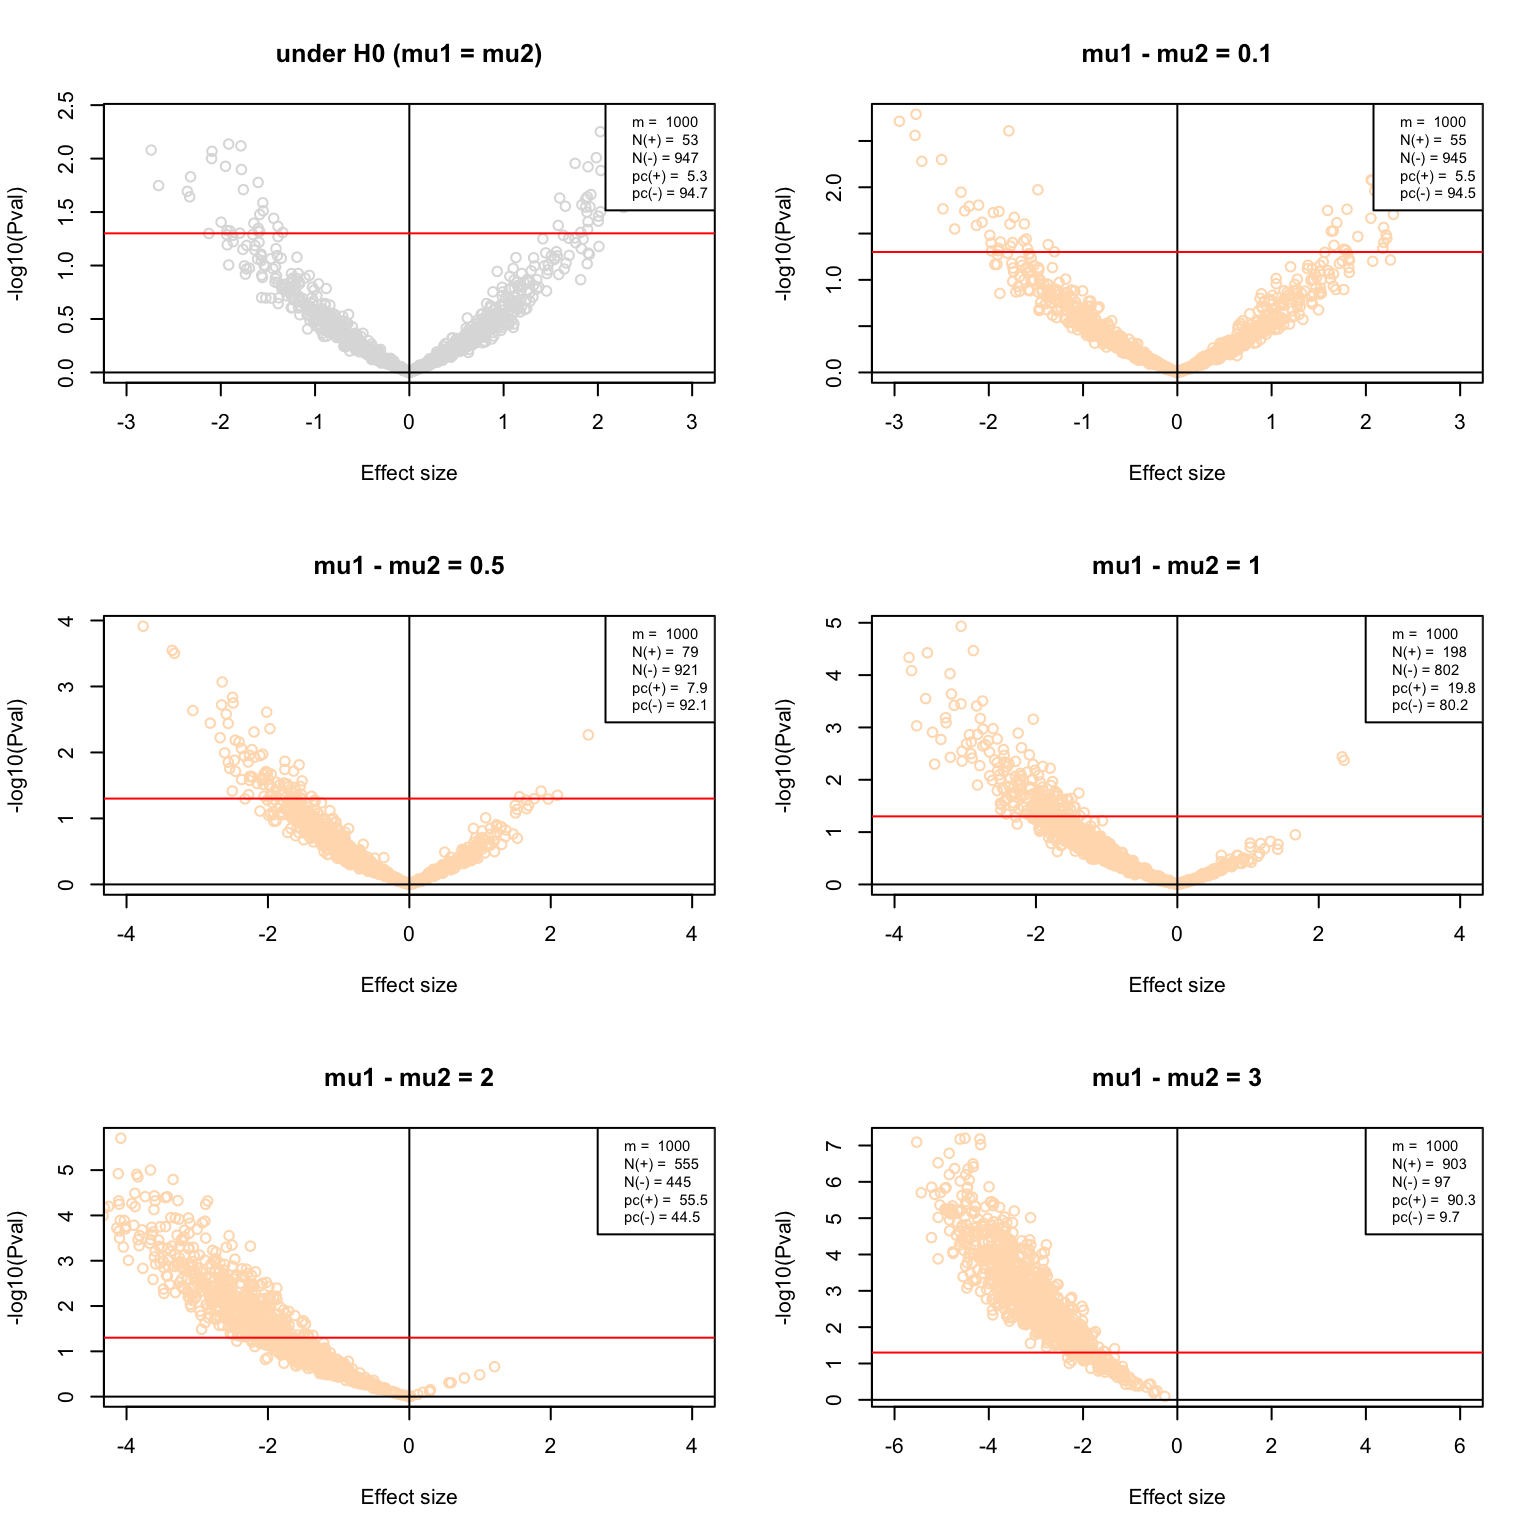 under H0 (mu1 = mu2)
-log10(Pval)
2.5
2.0
1.5
1.0
0.5
0.0
m = 1000
N(+) = 53
N(-) = 947
pc(+) = 5.3
pc(-) = 94.7
-3 -2 -1 0 1 2 3
Effect size
mu1 - mu2 = 0.1
-log10(Pval)
2.0
1.0
0.0
m = 1000
N(+) = 55
N(-) = 945
pc(+) = 5.5
pc(-) = 94.5
-3 -2 -1 0 1 2 3
Effect size
mu1 - mu2 = 0.5
-log10(Pval)
4
3
2
1
0
m = 1000
N(+) = 79
N(-) = 921
pc(+) = 7.9
pc(-) = 92.1
-4 -2 0 2 4
Effect size
mu1 - mu2 = 1
-log10(Pval)
5
4
3
2
1
0
m = 1000
N(+) = 198
N(-) = 802
pc(+) = 19.8
pc(-) = 80.2
-4 -2 0 2 4
Effect size
mu1 - mu2 = 2
-log10(Pval)
5
4
3
2
1
0
m = 1000
N(+) = 555
N(-) = 445
pc(+) = 55.5
pc(-) = 44.5
-4 -2 0 2 4
Effect size
mu1 - mu2 = 3
-log10(Pval)
7
6
5
4
3
2
1
0
m = 1000
N(+) = 903
N(-) = 97
pc(+) = 90.3
pc(-) = 9.7
-6 -4 -2 0 2 4 6
Effect size